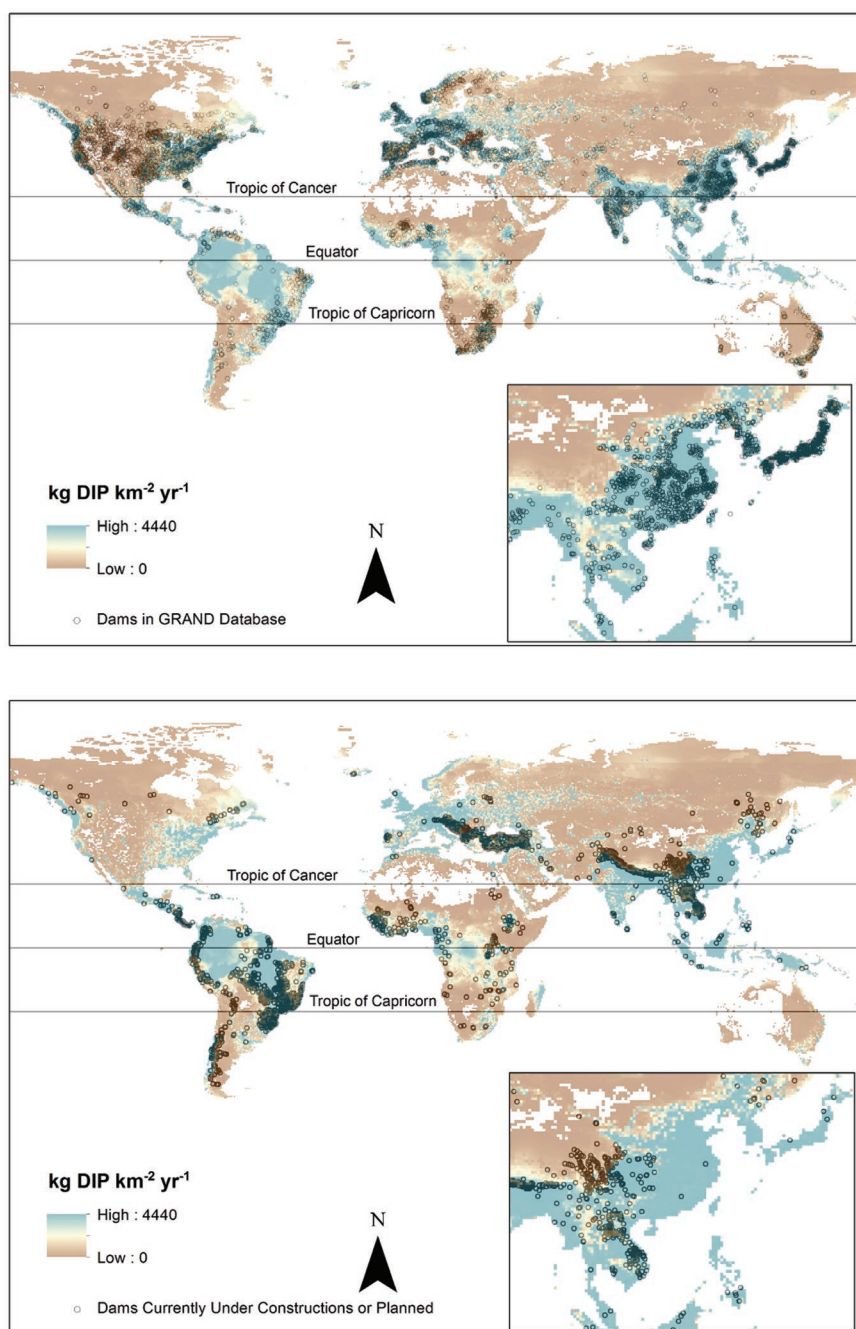 Tropic of Cancer
Equator
Tropic of Capricorn
kg DIP km-2 yr-1
High : 4440
Low : 0
N
Dams in GRAND Database
Tropic of Cancer
Equator
Tropic of Capricorn
kg DIP km-2 yr-1
High : 4440
Low : 0
N
Dams Currently Under Constructions or Planned